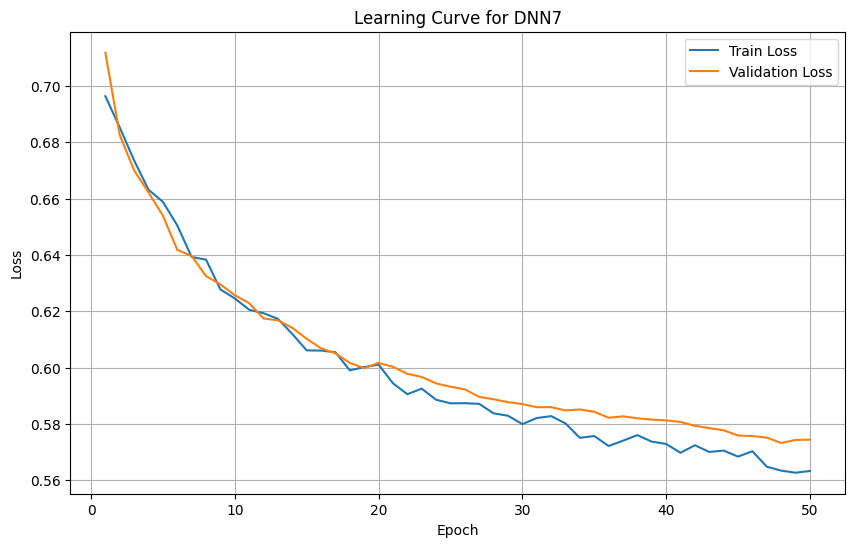 Learning Curve for DNN7
Train Loss
Validation Loss
0.70
0.68
0.66
0.64
0.62
0.60
0.58
0.56
Loss
0 10 20 30 40 50
Epoch